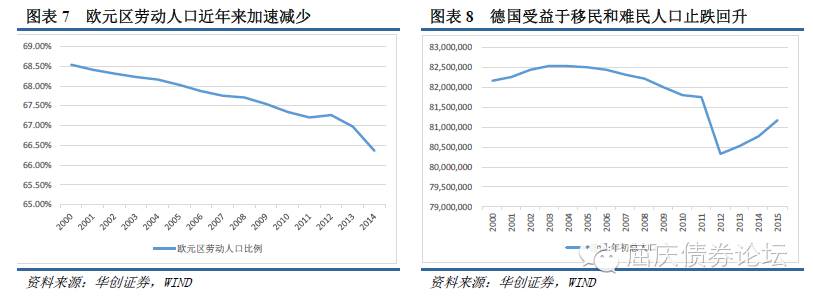 图表 7 欧元区劳动人口近年来加速减少
69.00%
68.50%
68.00%
67.50%
67.00%
66.50%
66.00%
65.50%
65.00%
2000 2001 2002 2003 2004 2005 2006 2007 2008 2009 2010 2011 2012 2013 2014
欧元区劳动人口比例
资料来源：华创证券，WIND
图表 8 德国受益于移民和难民人口止跌回升
83,000,000
82,500,000
82,000,000
81,500,000
81,000,000
80,500,000
80,000,000
79,500,000
79,000,000
2000 2001 2002 2003 2004 2005 2006 2007 2008 2009 2010 2011 2012 2013 2014 2015
年初总人口
屈庆债券论坛
资料来源：华创证券，WIND